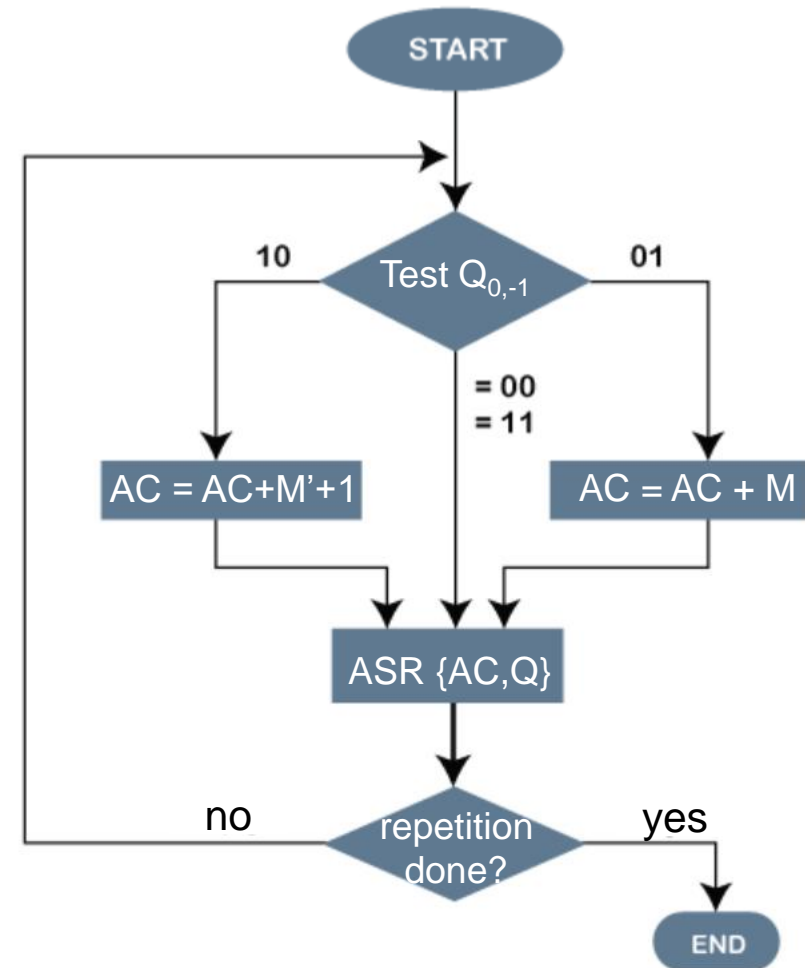 START
10
Test Q₀,₋₁
01
= 00
= 11
AC = AC+M’+1
AC = AC + M
ASR {AC,Q}
no
repetition
done?
yes
END